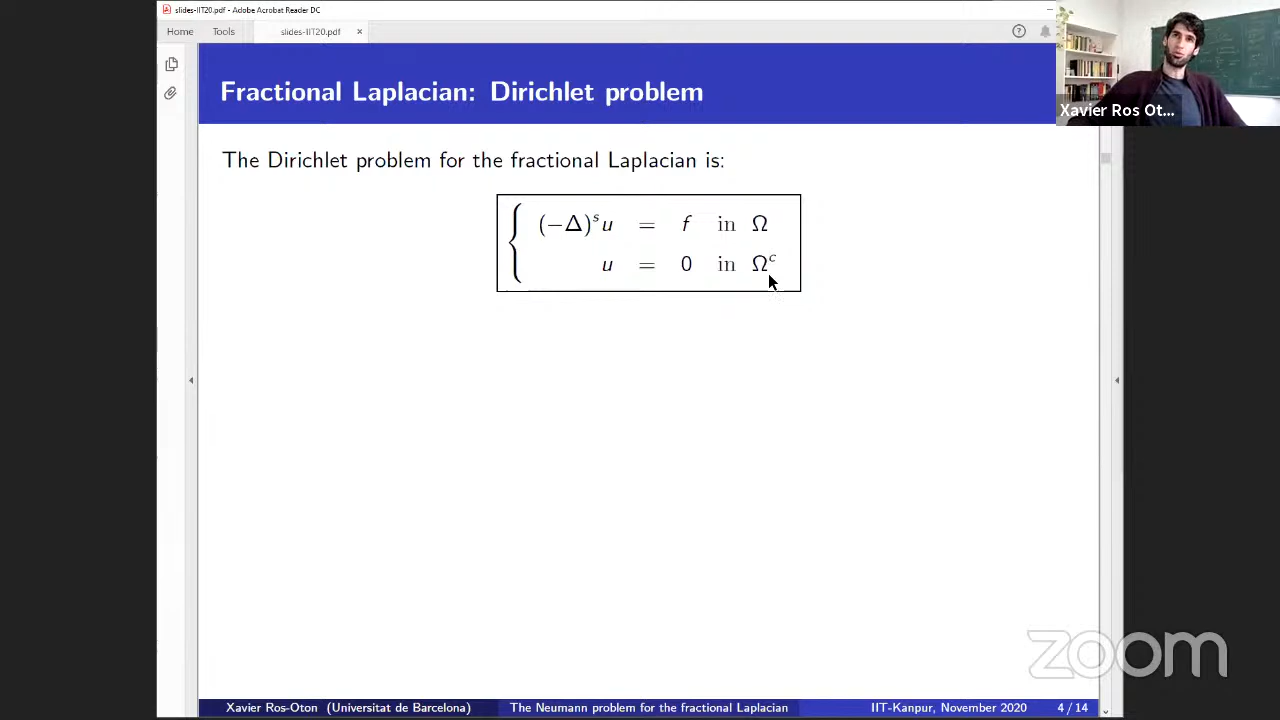 slides-IIT20.pdf - Adobe Acrobat Reader DC
Home Tools slides-IIT20.pdf ×
Fractional Laplacian: Dirichlet problem
Xavier Ros Ot...
The Dirichlet problem for the fractional Laplacian is:
(−Δ)ˢu = f in Ω
u = 0 in Ωᶜ
zoom
Xavier Ros-Oton (Universitat de Barcelona) The Neumann problem for the fractional Laplacian IIT-Kanpur, November 2020 4 / 14